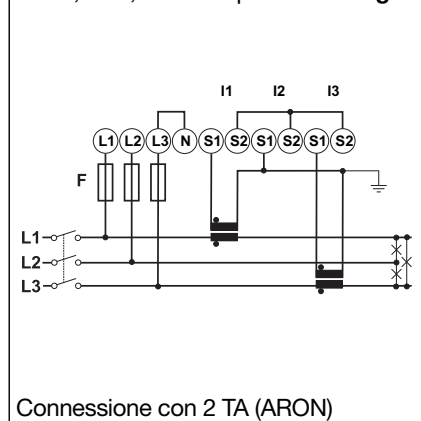 I1 I2 I3
L1 L2 L3 N S1 S2 S1 S2 S1 S2
F
L1
L2
L3
Connessione con 2 TA (ARON)